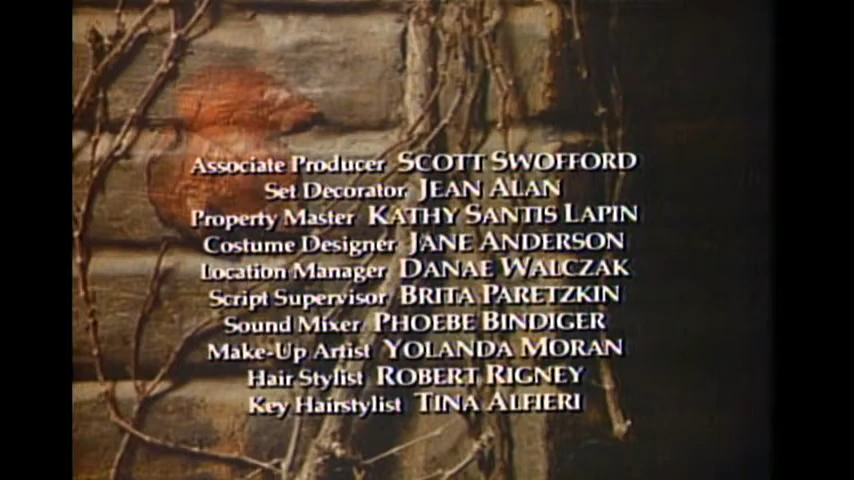 Associate Producer SCOTT SWOFFORD
Set Decorator JEAN ALAN
Property Master KATHY SANTIS LAPIN
Costume Designer JANE ANDERSON
Location Manager DANAE WALCZAK
Script Supervisor BRITA PARETZKIN
Sound Mixer PHOEBE BINDIGER
Make-Up Artist YOLANDA MORAN
Hair Stylist ROBERT RIGNEY
Key Hairstylist TINA ALFIERI